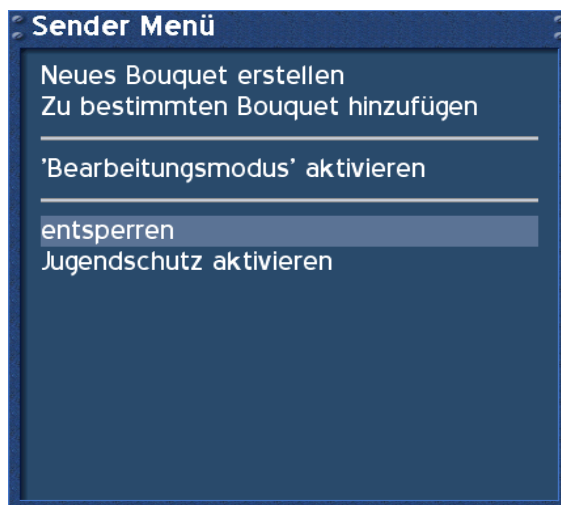 Sender Menü
Neues Bouquet erstellen
Zu bestimmten Bouquet hinzufügen
'Bearbeitungsmodus' aktivieren
entsperren
Jugendschutz aktivieren